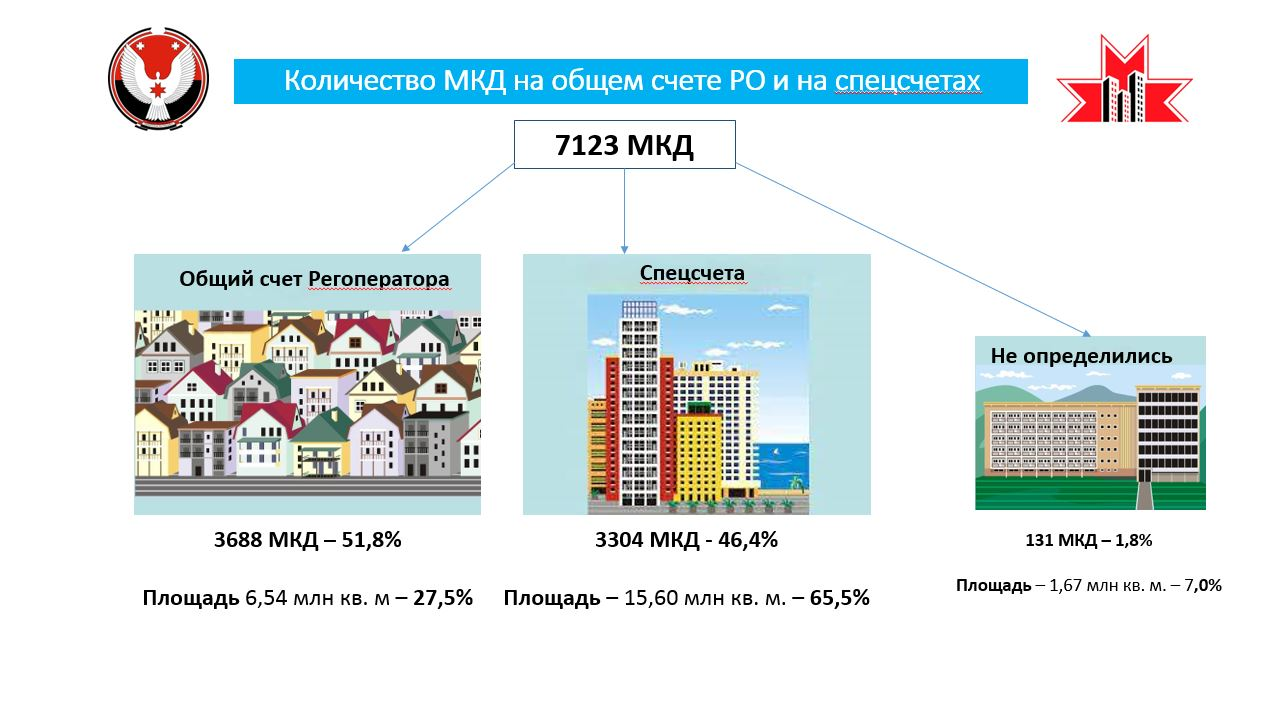 Количество МКД на общем счете РО и на спецсчетах
7123 МКД
Общий счет Регоператора
Спецсчета
Не определились
3688 МКД – 51,8%
3304 МКД - 46,4%
131 МКД – 1,8%
Площадь 6,54 млн кв. м – 27,5%
Площадь – 15,60 млн кв. м. – 65,5%
Площадь – 1,67 млн кв. м. – 7,0%